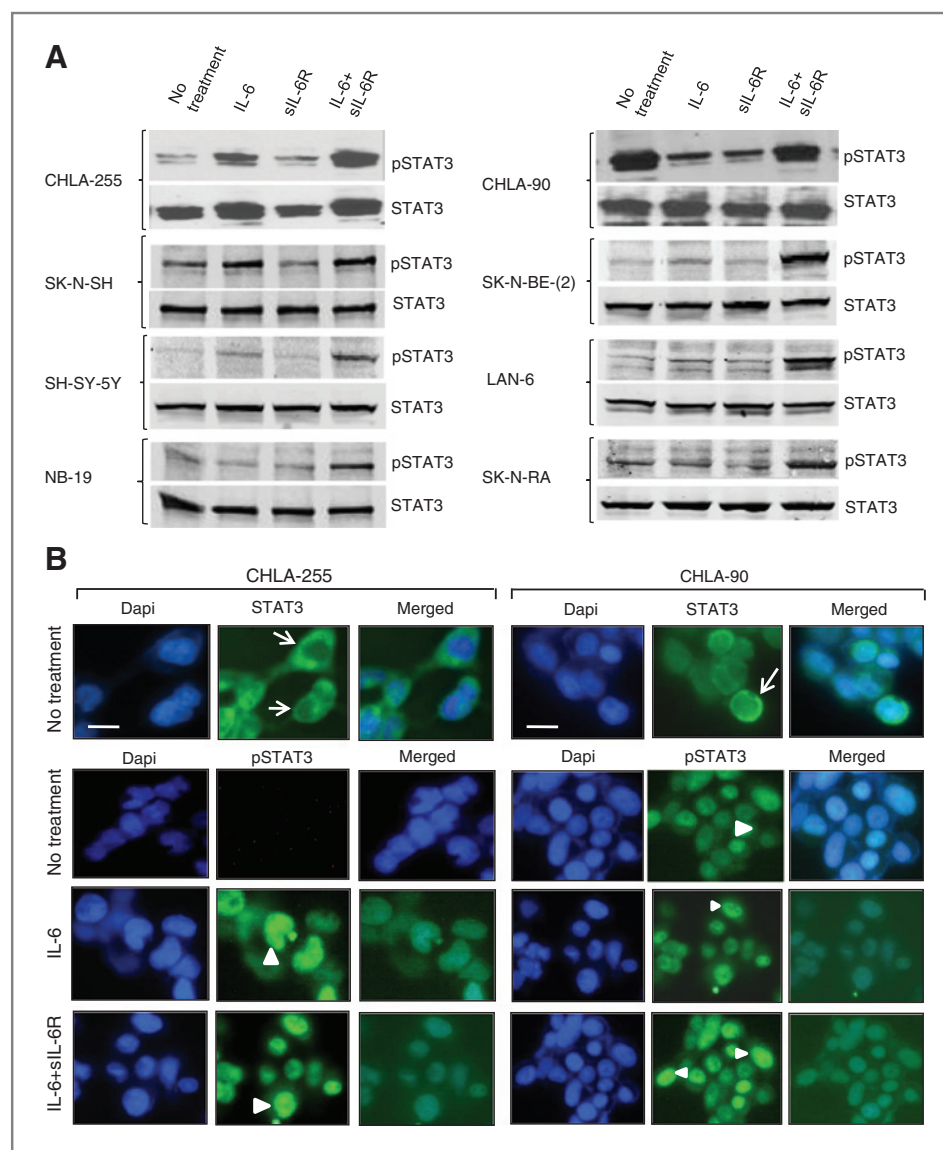 A
No treatment IL-6 sIL-6R IL-6+ sIL-6R
No treatment IL-6 sIL-6R IL-6+ sIL-6R
CHLA-255
pSTAT3
STAT3
SK-N-SH
pSTAT3
STAT3
SH-SY-5Y
pSTAT3
STAT3
NB-19
pSTAT3
STAT3
CHLA-90
pSTAT3
STAT3
SK-N-BE-(2)
pSTAT3
STAT3
LAN-6
pSTAT3
STAT3
SK-N-RA
pSTAT3
STAT3
B
CHLA-255 CHLA-90
Dapi STAT3 Merged Dapi STAT3 Merged
No treatment
Dapi pSTAT3 Merged Dapi pSTAT3 Merged
No treatment
IL-6
IL-6+sIL-6R